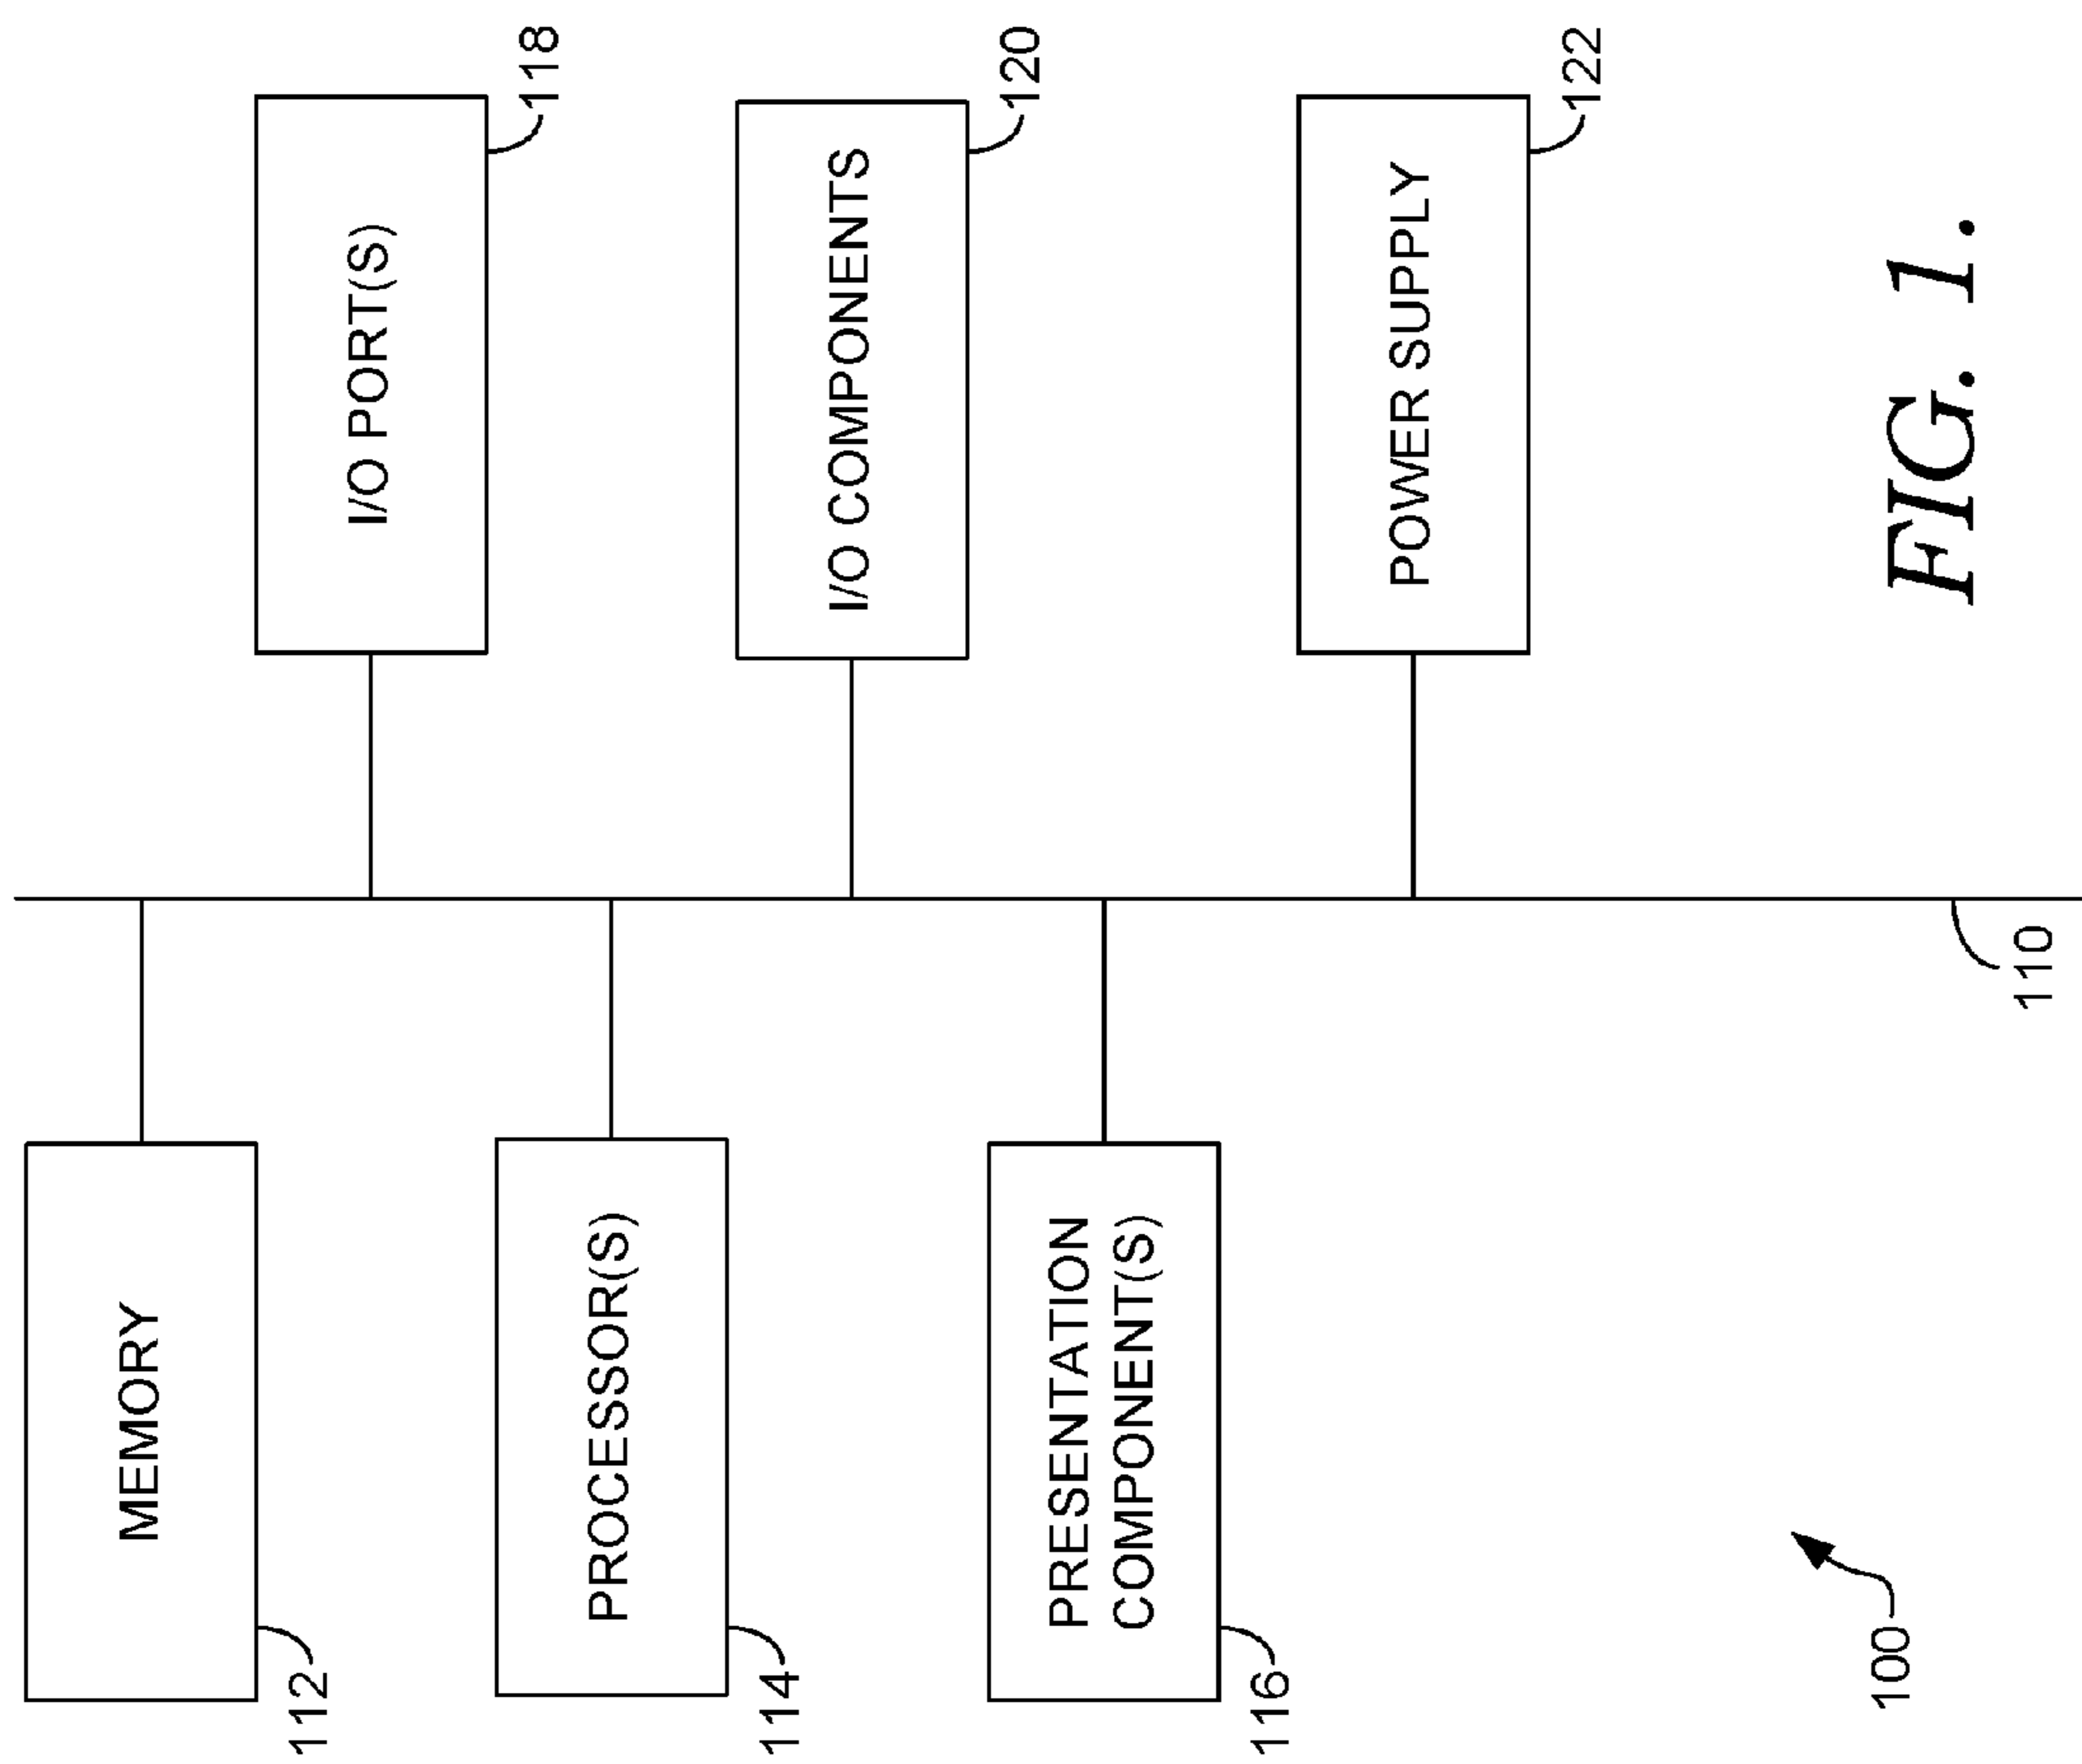 MEMORY
112
I/O PORT(S)
118
PROCESSOR(S)
114
I/O COMPONENTS
120
PRESENTATION
COMPONENT(S)
116
POWER SUPPLY
122
110
100
FIG. 1.